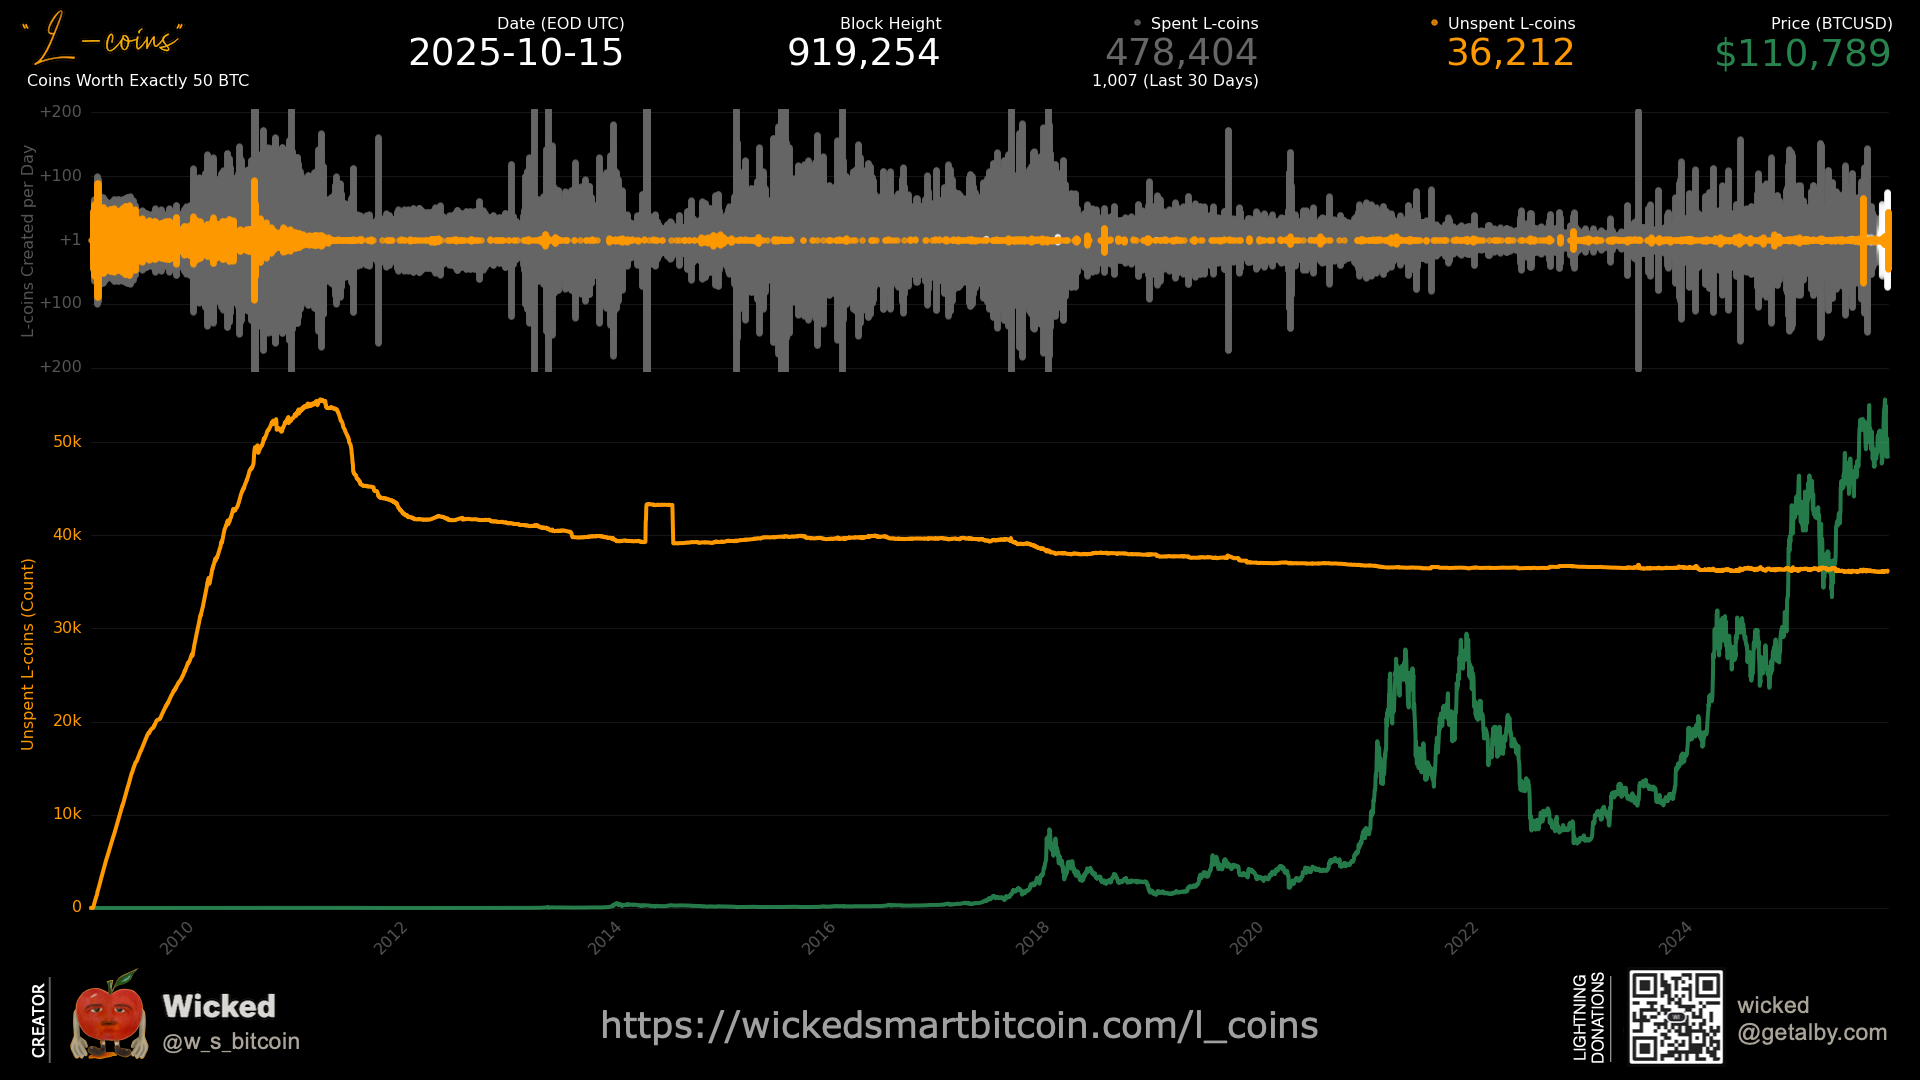 "L-coins"
Coins Worth Exactly 50 BTC
Date (EOD UTC)
2025-10-15
Block Height
919,254
Spent L-coins
478,404
1,007 (Last 30 Days)
Unspent L-coins
36,212
Price (BTCUSD)
$110,789
L-coins Created per Day
+200
+100
+1
+100
+200
Unspent L-coins (Count)
50k
40k
30k
20k
10k
0
2010
2012
2014
2016
2018
2020
2022
2024
CREATOR
Wicked
@w_s_bitcoin
https://wickedsmartbitcoin.com/l_coins
LIGHTNING
DONATIONS
wicked
@getalby.com